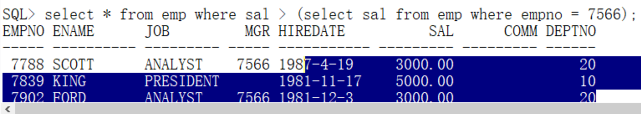 SQL> select * from emp where sal > (select sal from emp where empno = 7566);
EMPNO ENAME      JOB         MGR HIREDATE          SAL      COMM DEPTNO
----- ---------- --------- ----- ----------- --------- --------- ------
 7788 SCOTT      ANALYST    7566 1987-4-19     3000.00               20
 7839 KING       PRESIDENT       1981-11-17    5000.00               10
 7902 FORD       ANALYST    7566 1981-12-3     3000.00               20